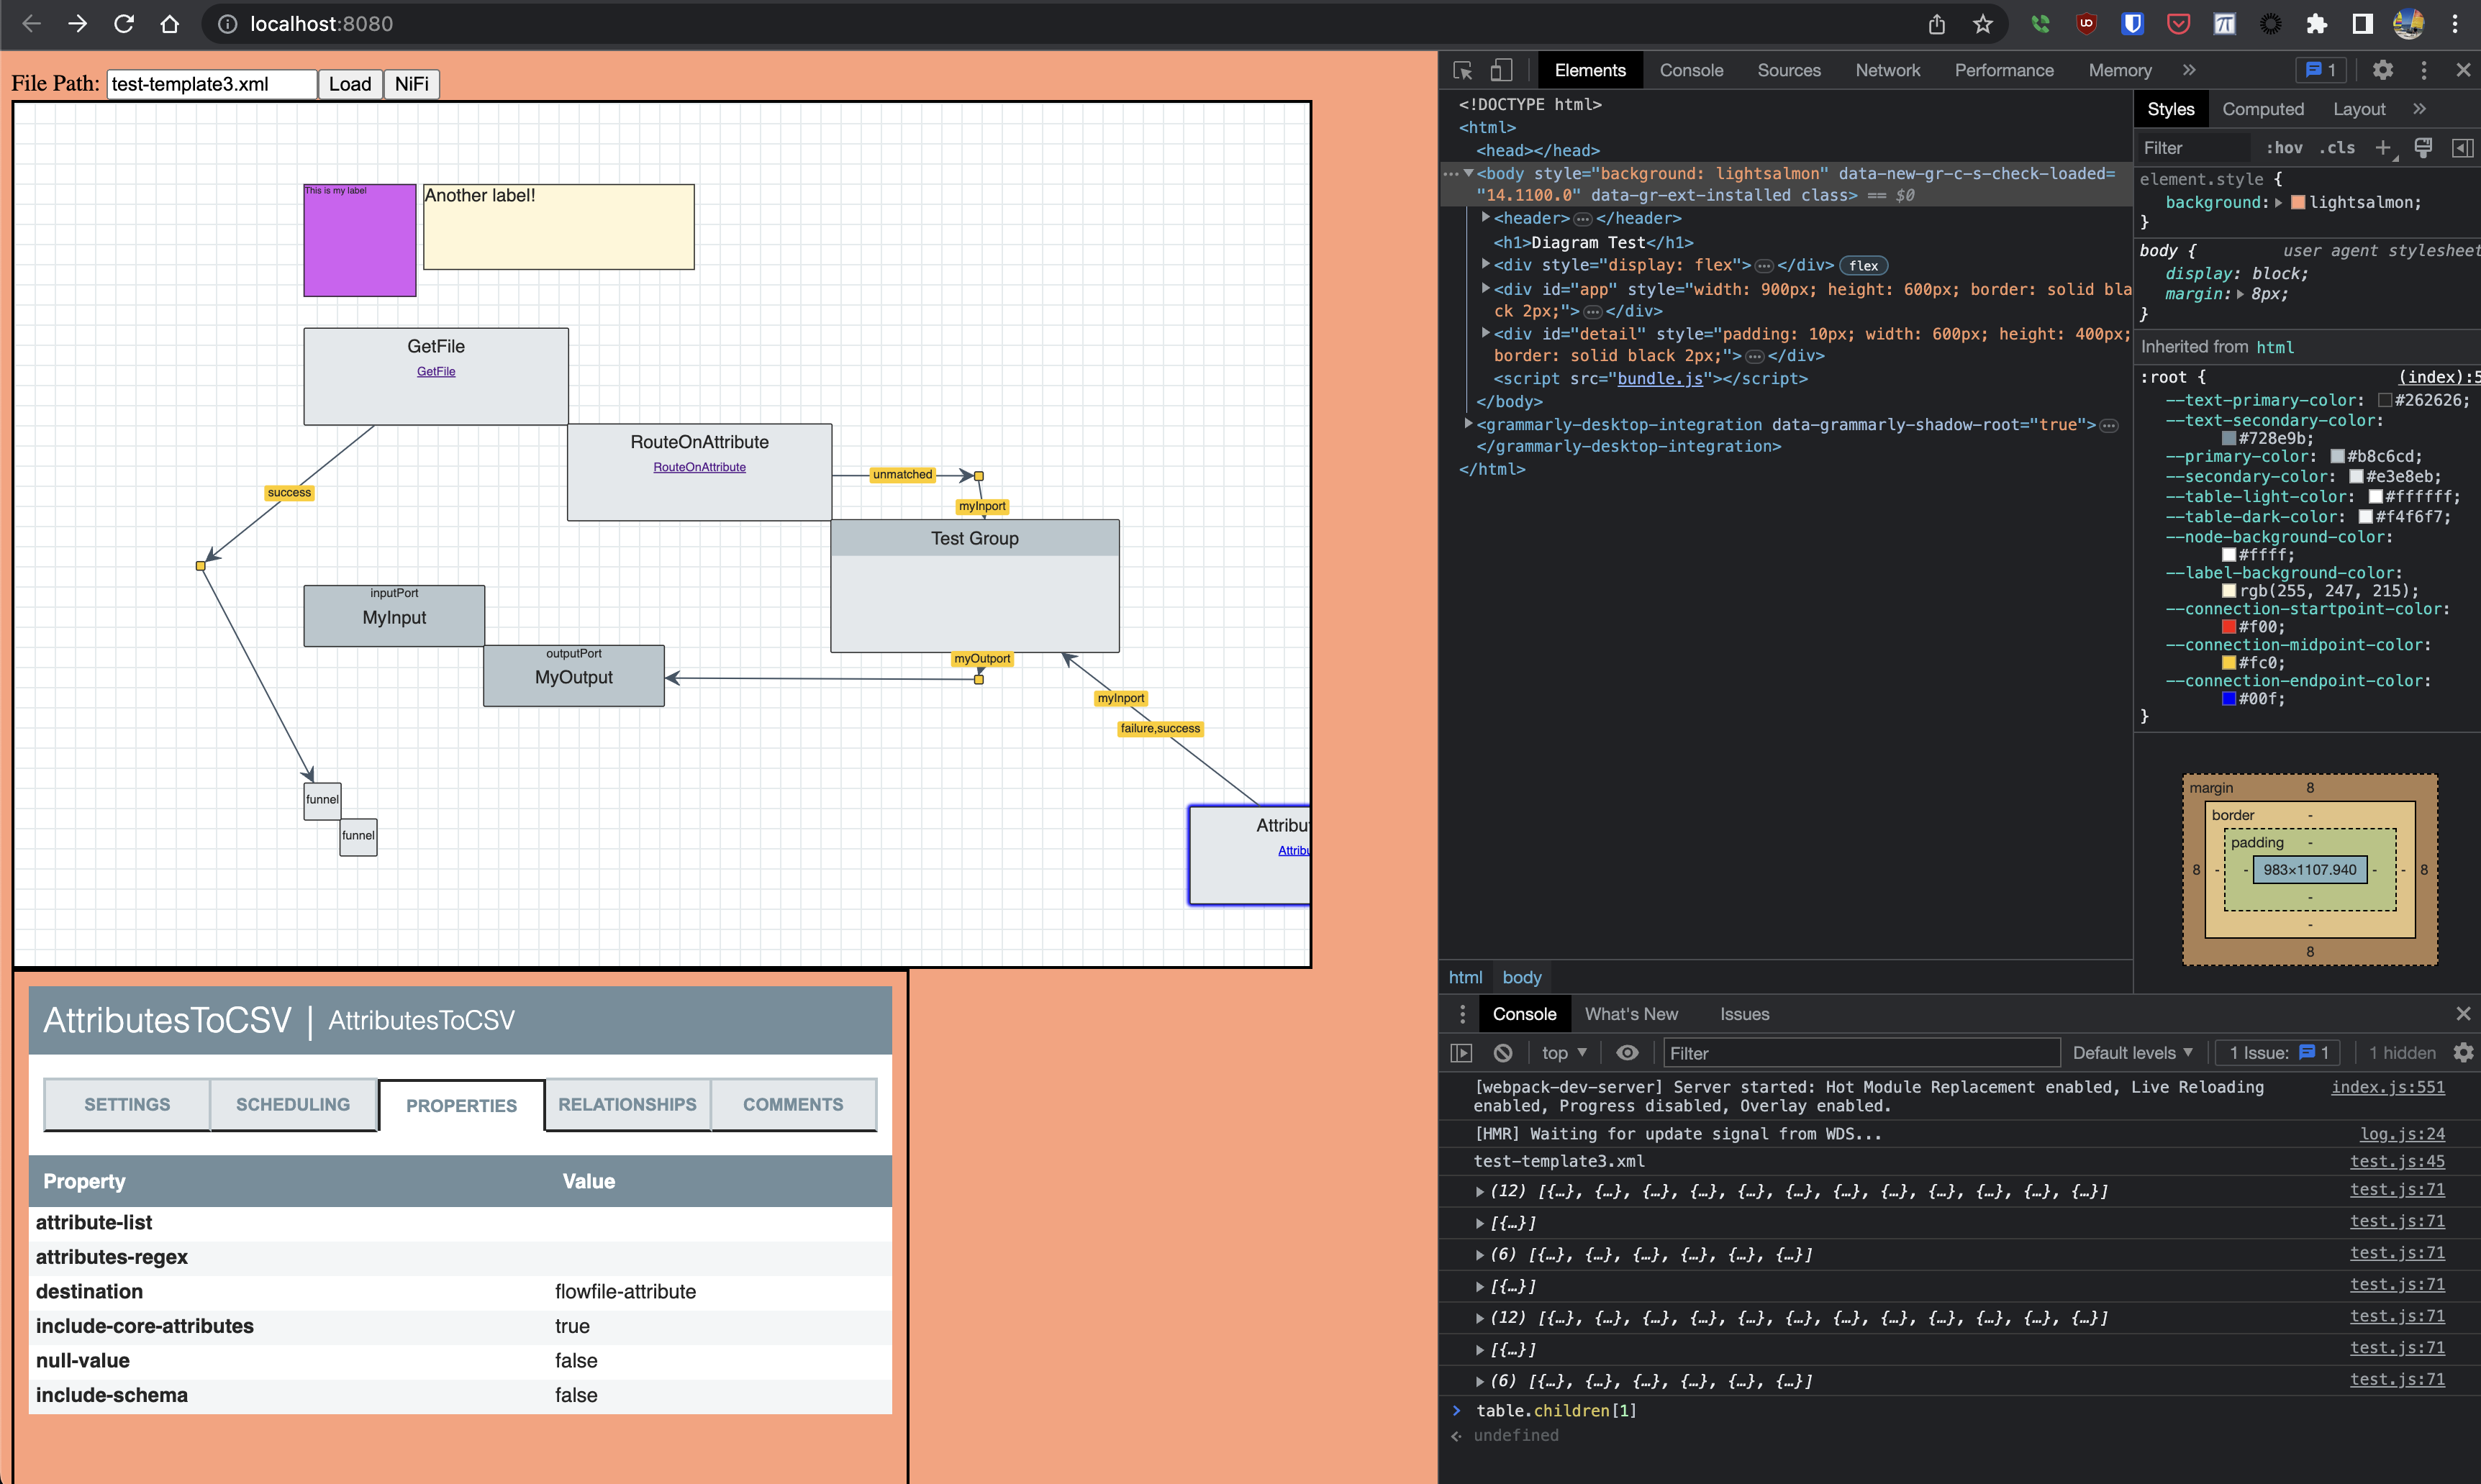 localhost:8080
File Path: test-template3.xml Load NiFi
This is my label
Another label!
GetFile
GetFile
RouteOnAttribute
RouteOnAttribute
unmatched
success
myInport
Test Group
inputPort
MyInput
outputPort
MyOutput
myOutport
myInport
failure,success
funnel
funnel
Attribu
Attribu
AttributesToCSV | AttributesToCSV
SETTINGS SCHEDULING PROPERTIES RELATIONSHIPS COMMENTS
Property Value
attribute-list
attributes-regex
destination flowfile-attribute
include-core-attributes true
null-value false
include-schema false
Elements Console Sources Network Performance Memory » 1
<!DOCTYPE html>
<html>
<head></head>
<body style="background: lightsalmon" data-new-gr-c-s-check-loaded=
"14.1100.0" data-gr-ext-installed class> == $0
<header>…</header>
<h1>Diagram Test</h1>
<div style="display: flex">…</div> flex
<div id="app" style="width: 900px; height: 600px; border: solid bla
ck 2px;">…</div>
<div id="detail" style="padding: 10px; width: 600px; height: 400px;
border: solid black 2px;">…</div>
<script src="bundle.js"></script>
</body>
<grammarly-desktop-integration data-grammarly-shadow-root="true">…
</grammarly-desktop-integration>
</html>
html body
Styles Computed Layout »
Filter :hov .cls +
element.style {
background: lightsalmon;
}
body { user agent stylesheet
display: block;
margin: 8px;
}
Inherited from html
:root { (index):5
--text-primary-color: #262626;
--text-secondary-color:
#728e9b;
--primary-color: #b8c6cd;
--secondary-color: #e3e8eb;
--table-light-color: #ffffff;
--table-dark-color: #f4f6f7;
--node-background-color:
#ffff;
--label-background-color:
rgb(255, 247, 215);
--connection-startpoint-color:
#f00;
--connection-midpoint-color:
#fc0;
--connection-endpoint-color:
#00f;
}
margin 8
border -
padding -
8 - - 983×1107.940 - - 8
-
-
8
Console What's New Issues
top Filter Default levels 1 Issue: 1 1 hidden
[webpack-dev-server] Server started: Hot Module Replacement enabled, Live Reloading index.js:551
enabled, Progress disabled, Overlay enabled.
[HMR] Waiting for update signal from WDS... log.js:24
test-template3.xml test.js:45
(12) [{…}, {…}, {…}, {…}, {…}, {…}, {…}, {…}, {…}, {…}, {…}, {…}] test.js:71
[{…}] test.js:71
(6) [{…}, {…}, {…}, {…}, {…}, {…}] test.js:71
[{…}] test.js:71
(12) [{…}, {…}, {…}, {…}, {…}, {…}, {…}, {…}, {…}, {…}, {…}, {…}] test.js:71
[{…}] test.js:71
(6) [{…}, {…}, {…}, {…}, {…}, {…}] test.js:71
> table.children[1]
undefined